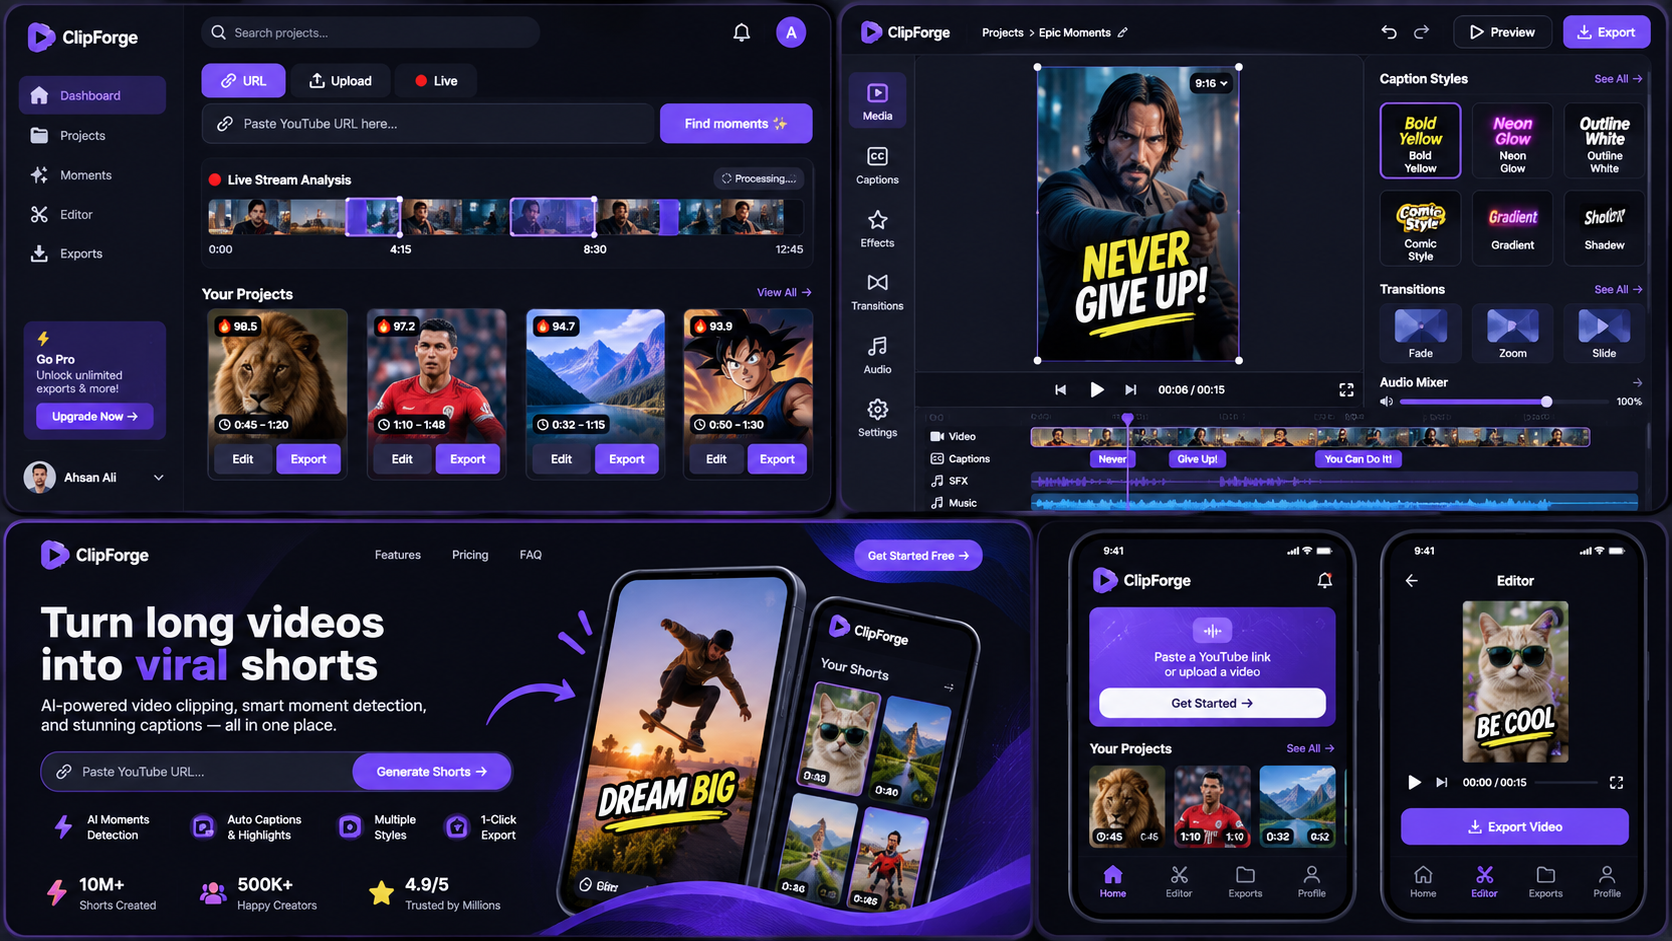 ClipForge
Search projects...
A
Dashboard
Projects
Moments
Editor
Exports
Go Pro
Unlock unlimited
exports & more!
Upgrade Now →
Ahsan Ali
URL
Upload
Live
Paste YouTube URL here...
Find moments
Live Stream Analysis
Processing....
0:00
4:15
8:30
12:45
Your Projects
View All →
98.5
97.2
94.7
93.9
0:45 – 1:20
1:10 – 1:48
0:32 – 1:15
0:50 – 1:30
Edit
Export
Edit
Export
Edit
Export
Edit
Export
ClipForge
Projects > Epic Moments
Preview
Export
Media
Captions
Effects
Transitions
Audio
Settings
9:16
NEVER
GIVE UP!
00:06 / 00:15
Caption Styles
See All →
Bold
Yellow
Bold
Yellow
Neon
Glow
Neon
Glow
Outline
White
Outline
White
Comic
Style
Comic
Style
Gradient
Gradient
Shadew
Transitions
See All →
Fade
Zoom
Slide
Audio Mixer
→
100%
Video
Captions
Never
Give Up!
You Can Do It!
SFX
Music
ClipForge
Features
Pricing
FAQ
Get Started Free →
Turn long videos
into viral shorts
AI-powered video clipping, smart moment detection,
and stunning captions — all in one place.
Paste YouTube URL...
Generate Shorts →
AI Moments
Detection
Auto Captions
& Highlights
Multiple
Styles
1-Click
Export
10M+
Shorts Created
500K+
Happy Creators
4.9/5
Trusted by Millions
DREAM BIG
ClipForge
Your Shorts
→
9:41
ClipForge
Paste a YouTube link
or upload a video
Get Started →
Your Projects
See All →
0:45
1:10
0:32
Home
Editor
Exports
Profile
9:41
←
Editor
BE COOL
00:00 / 00:15
Export Video
Home
Editor
Exports
Profile